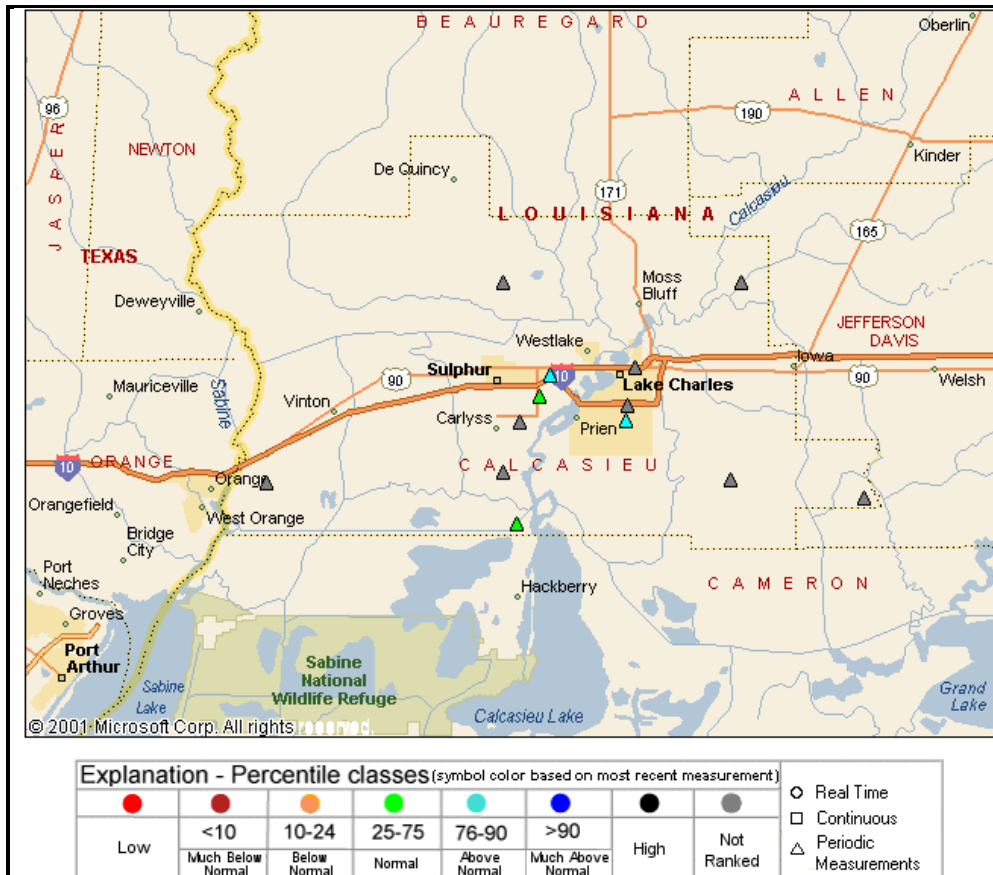 BEAUREGARD
Oberlin
96
ALLEN
190
JASPER
NEWTON
Kinder
De Quincy
171
Calcasieu
LOUISIANA
165
TEXAS
Moss
Bluff
Deweyville
JEFFERSON
DAVIS
Westlake
Iowa
Sulphur
10
90
Lake Charles
90
Welsh
Mauriceville
Sabine
Vinton
Carlyss
Prien
10
ORANGE
CALCASIEU
Orange
Orangefield
West Orange
Bridge
City
Port
Neches
Hackberry
CAMERON
Groves
Port
Arthur
Sabine
National
Wildlife Refuge
Sabine
Lake
Grand
Lake
Calcasieu Lake
© 2001 Microsoft Corp. All rights reserved.
Explanation - Percentile classes (symbol color based on most recent measurement)
Low
<10
Much Below
Normal
10-24
Below
Normal
25-75
Normal
76-90
Above
Normal
>90
Much Above
Normal
High
Not
Ranked
Real Time
Continuous
Periodic
Measurements